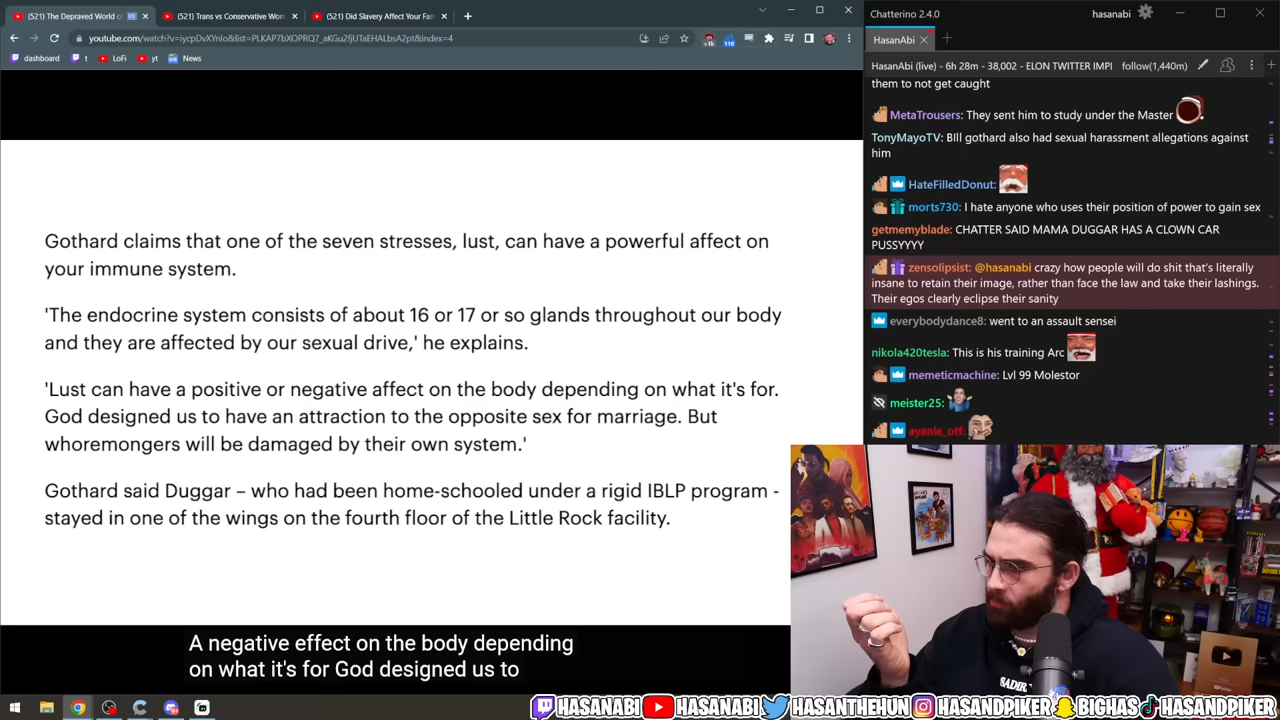 (521) The Depraved World o
(521) Trans vs Conservative Wom
(521) Did Slavery Affect Your Fam
youtube.com/watch?v=iycpDvXYnIo&list=PLKAP7bXOPRQ7_aKGu2fjUTaEHALbsA2pt&index=4
dashboard
t
LoFi
yt
News
Gothard claims that one of the seven stresses, lust, can have a powerful affect on
your immune system.
'The endocrine system consists of about 16 or 17 or so glands throughout our body
and they are affected by our sexual drive,' he explains.
'Lust can have a positive or negative affect on the body depending on what it's for.
God designed us to have an attraction to the opposite sex for marriage. But
whoremongers will be damaged by their own system.'
Gothard said Duggar – who had been home-schooled under a rigid IBLP program -
stayed in one of the wings on the fourth floor of the Little Rock facility.
A negative effect on the body depending
on what it's for God designed us to
Chatterino 2.4.0
hasanabi
HasanAbi
HasanAbi (live) - 6h 28m - 38,002 - ELON TWITTER IMPI
follow(1,440m)
them to not get caught
MetaTrousers: They sent him to study under the Master
TonyMayoTV: BIll gothard also had sexual harassment allegations against
him
HateFilledDonut:
morts730: I hate anyone who uses their position of power to gain sex
getmemyblade: CHATTER SAID MAMA DUGGAR HAS A CLOWN CAR
PUSSYYYY
zensolipsist: @hasanabi crazy how people will do shit that's literally
insane to retain their image, rather than face the law and take their lashings.
Their egos clearly eclipse their sanity
everybodydance8: went to an assault sensei
nikola420tesla: This is his training Arc
memeticmachine: Lvl 99 Molestor
meister25:
ayanie_otf:
HASANABI HASANABI HASANTHEHUN HASANDPIKER BIGHAS HASANDPIKER